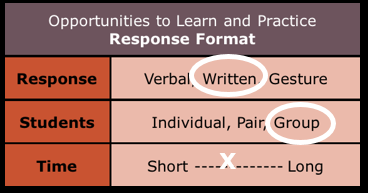 Opportunities to Learn and Practice
Response Format
Response Verbal, Written Gesture
Students Individual, Pair, Group
Time Short ---------X-------- Long